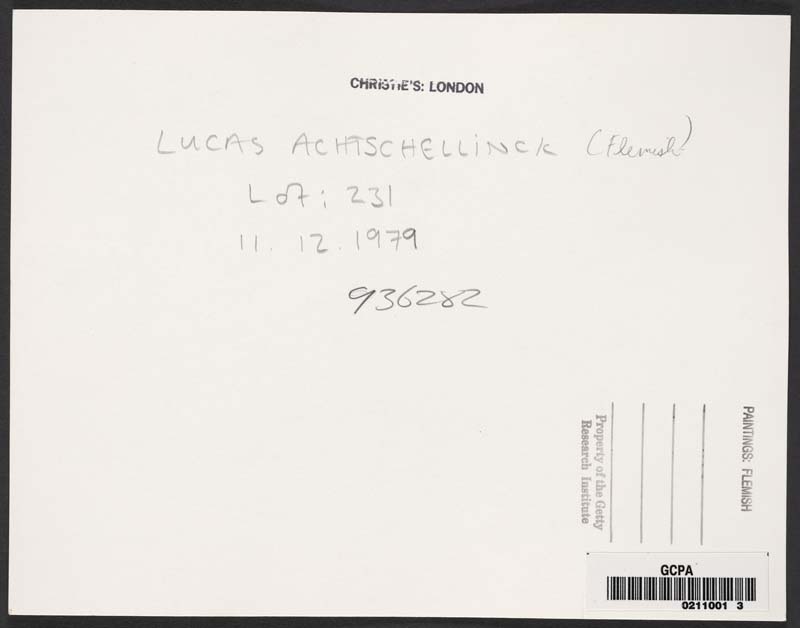 CHRISTIE'S: LONDON
LUCAS ACHTSCHELLINCK (Flemish)
Lot: 231
11. 12. 1979
936282
PAINTINGS: FLEMISH
Property of the Getty
Research Institute
GCPA
0211001 3